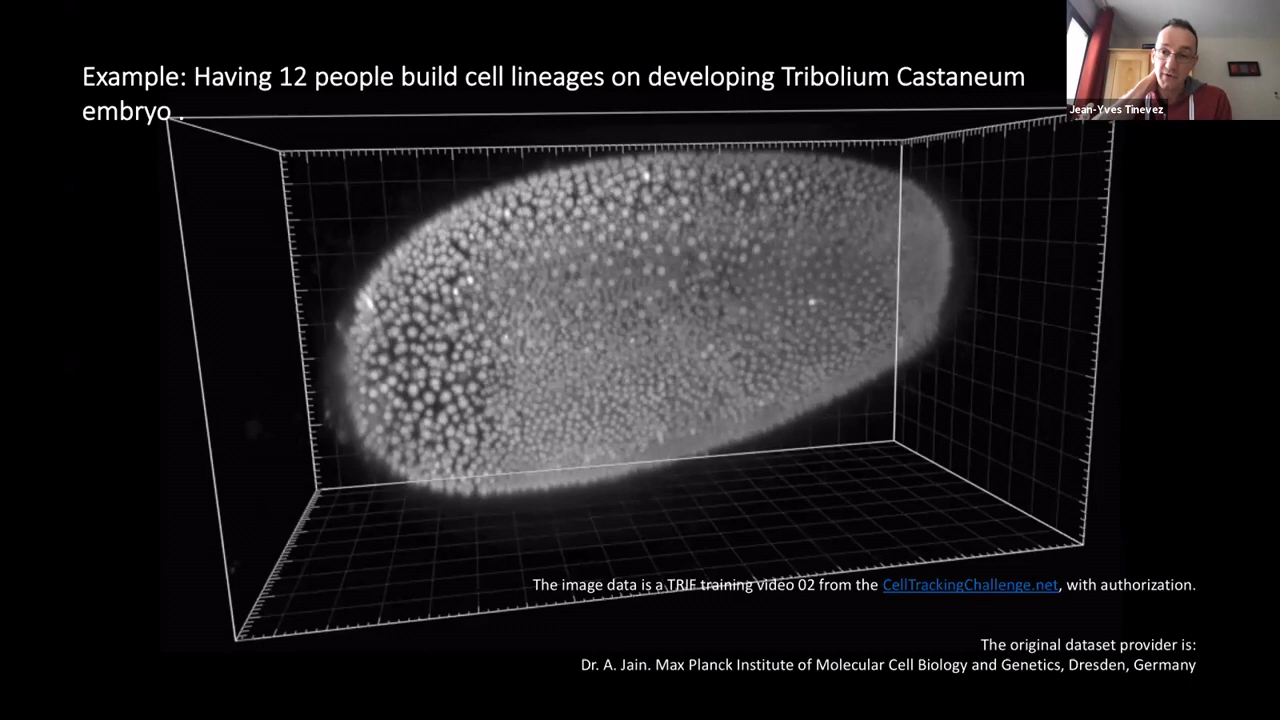 Example: Having 12 people build cell lineages on developing Tribolium Castaneum
embryo .
Jean-Yves Tinevez
The image data is a TRIF training video 02 from the CellTrackingChallenge.net, with authorization.
The original dataset provider is:
Dr. A. Jain. Max Planck Institute of Molecular Cell Biology and Genetics, Dresden, Germany